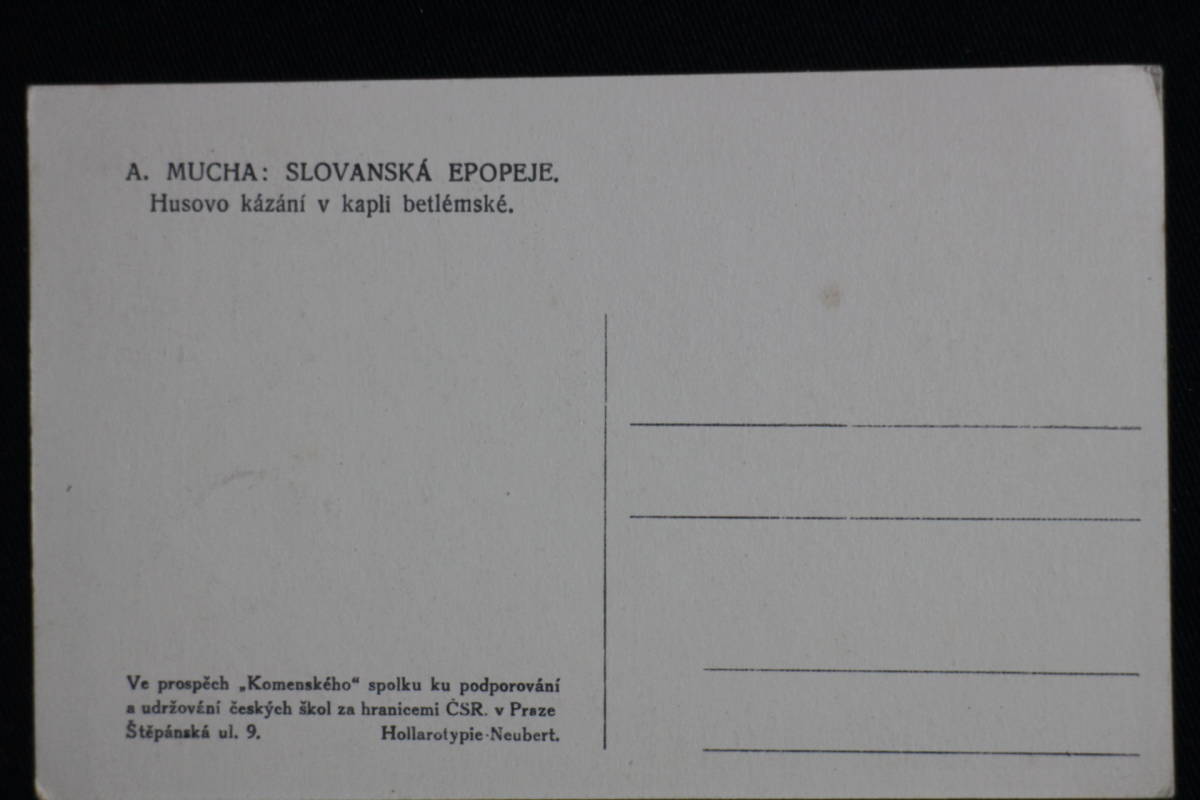 A. MUCHA: SLOVANSKÁ EPOPEJE.
Husovo kázání v kapli betlémské.
Ve prospěch „Komenského“ spolku ku podporování
a udržování českých škol za hranicemi ČSR. v Praze
Štěpánská ul. 9. Hollarotypie-Neubert.